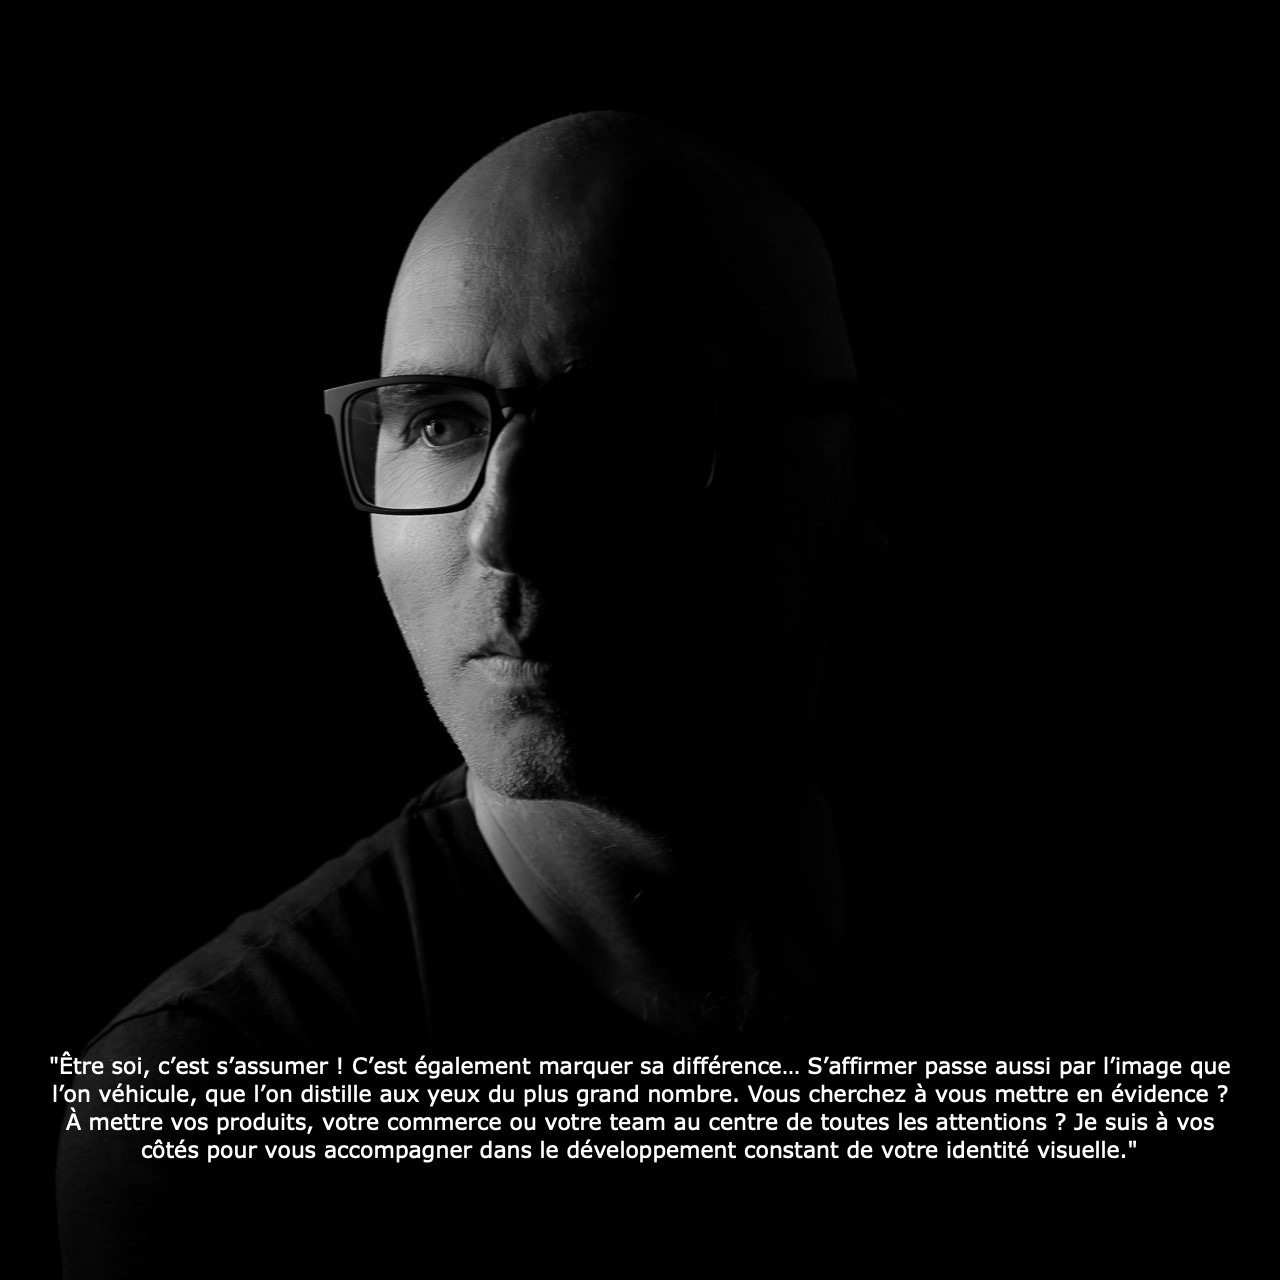 "Être soi, c’est s’assumer ! C’est également marquer sa différence... S’affirmer passe aussi par l’image que
l’on véhicule, que l’on distille aux yeux du plus grand nombre. Vous cherchez à vous mettre en évidence ?
À mettre vos produits, votre commerce ou votre team au centre de toutes les attentions ? Je suis à vos
côtés pour vous accompagner dans le développement constant de votre identité visuelle."